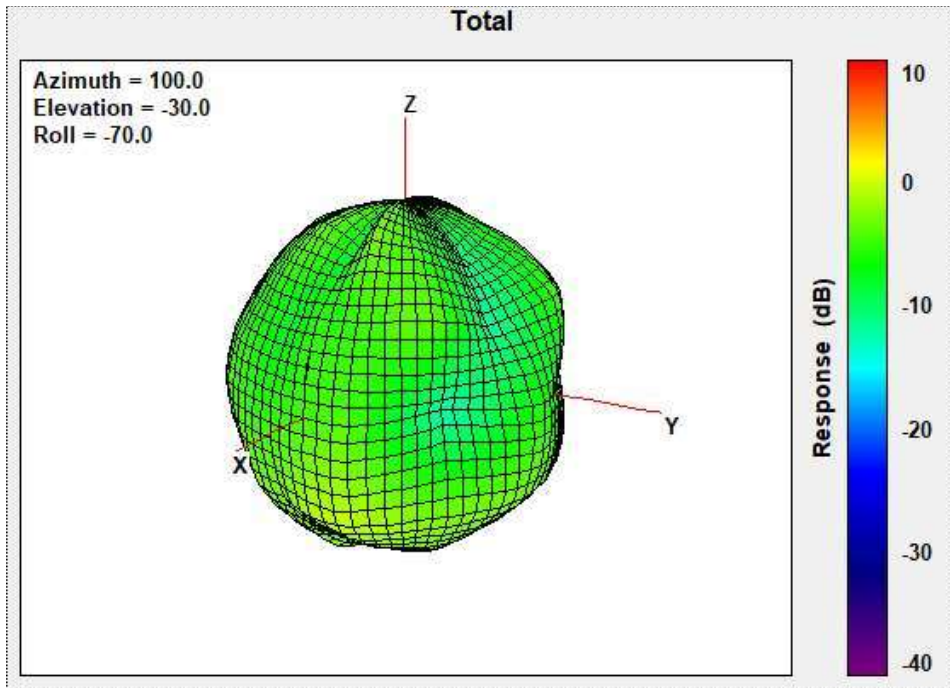 Total
Azimuth = 100.0
Elevation = -30.0
Roll = -70.0
Z
Y
X
10
0
-10
-20
-30
-40
Response (dB)